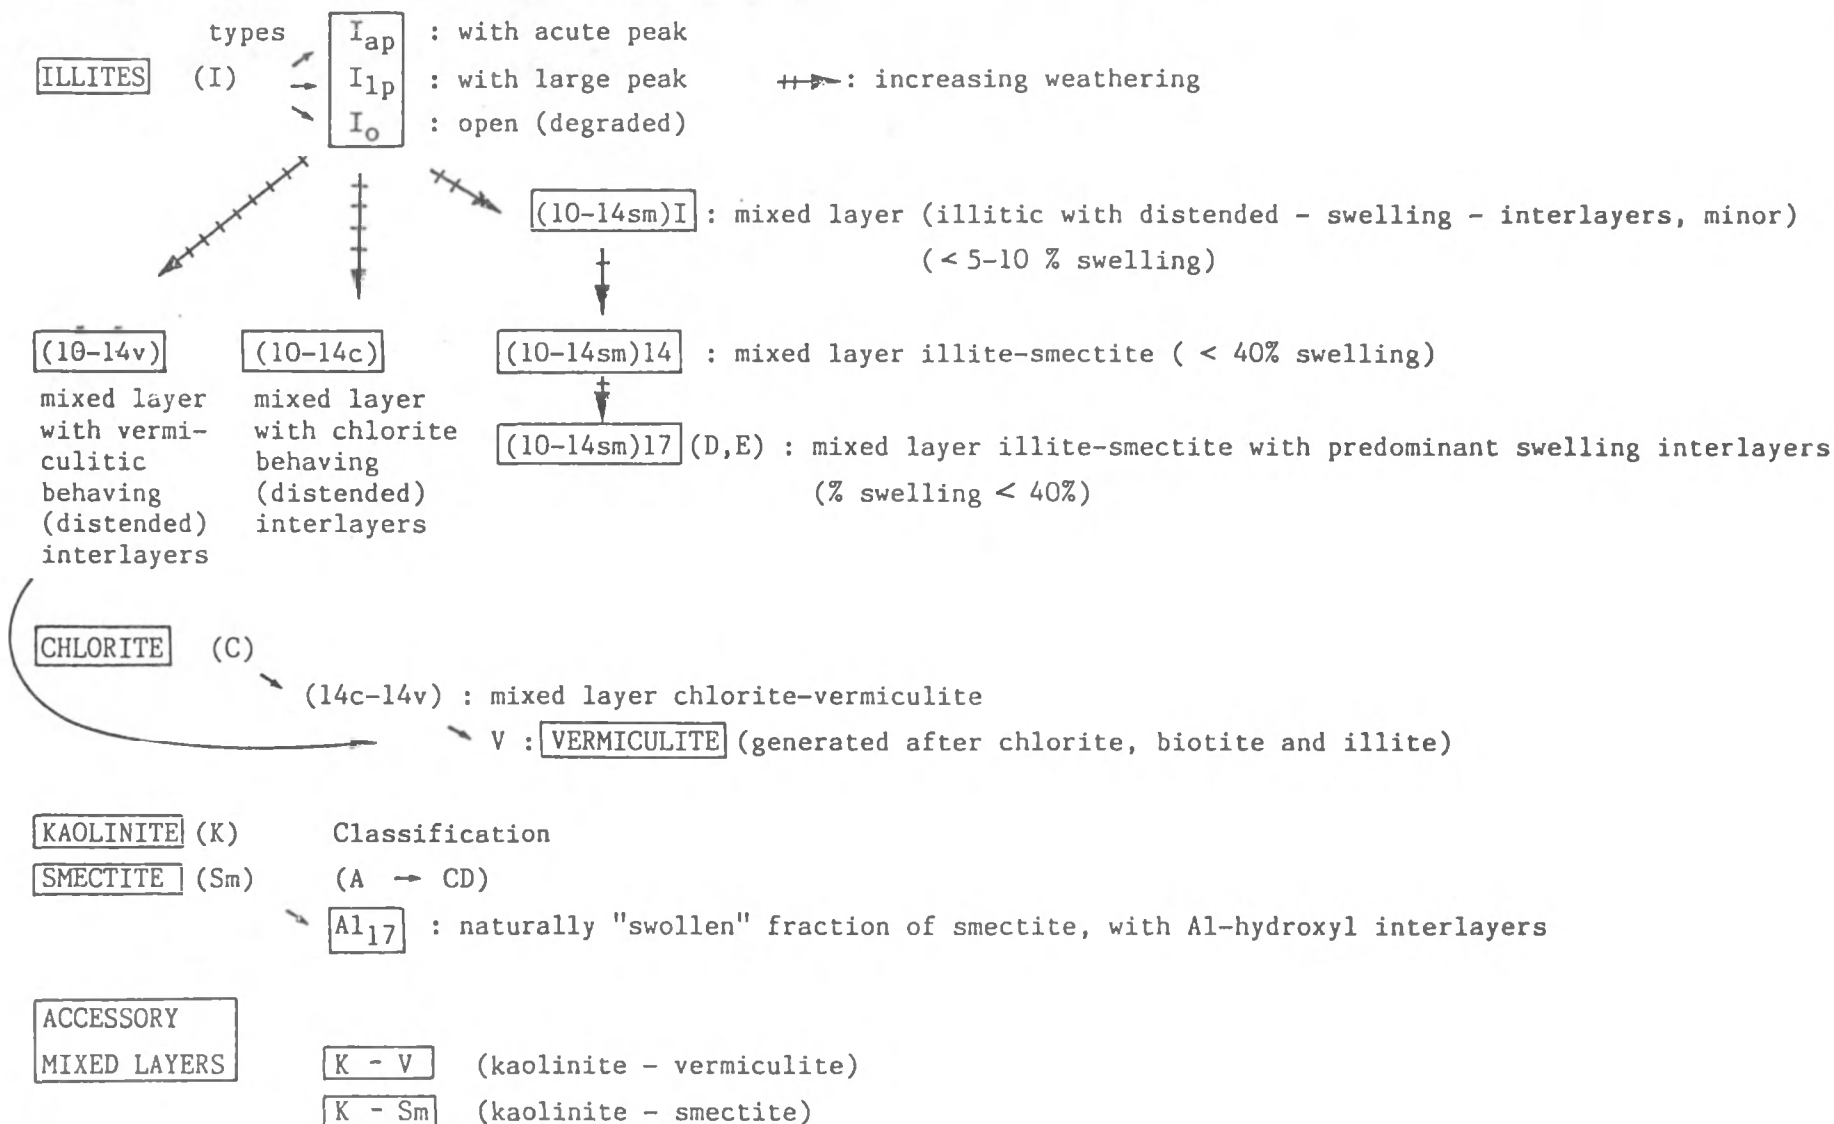 types I_ap : with acute peak
ILLITES (I) I_lp : with large peak : increasing weathering
I_o : open (degraded)
(10-14sm)I : mixed layer (illitic with distended - swelling - interlayers, minor)
(< 5-10 % swelling)
(10-14v) (10-14c) (10-14sm)14 : mixed layer illite-smectite ( < 40% swelling)
mixed layer
with vermi-
culitic
behaving
(distended)
interlayers
mixed layer
with chlorite
behaving
(distended)
interlayers
(10-14sm)17 (D,E) : mixed layer illite-smectite with predominant swelling interlayers
(% swelling < 40%)
CHLORITE (C)
(14c-14v) : mixed layer chlorite-vermiculite
V : VERMICULITE (generated after chlorite, biotite and illite)
KAOLINITE (K) Classification
SMECTITE (Sm) (A → CD)
Al17 : naturally "swollen" fraction of smectite, with Al-hydroxyl interlayers
ACCESSORY
MIXED LAYERS K - V (kaolinite - vermiculite)
K - Sm (kaolinite - smectite)